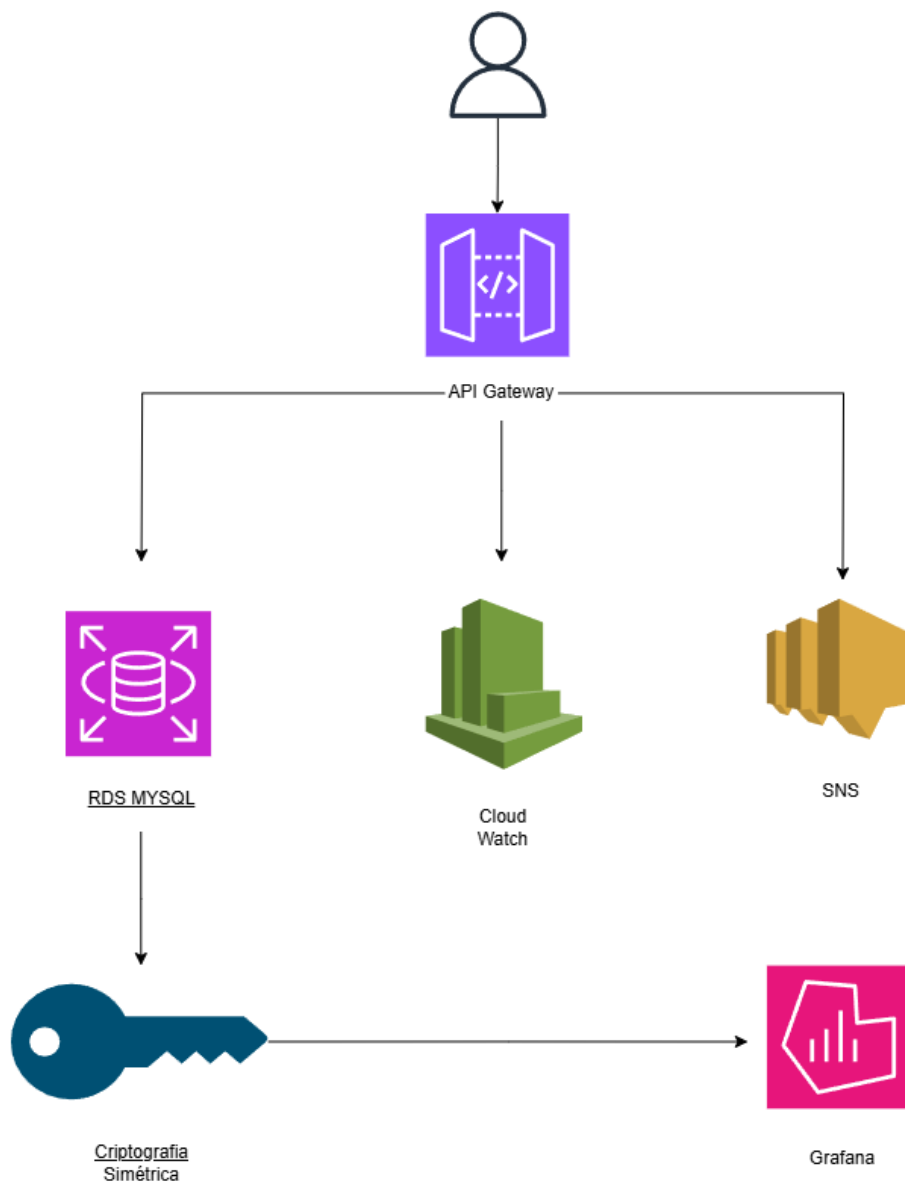 </>
API Gateway
RDS MYSQL
Cloud
Watch
SNS
Criptografia
Simétrica
Grafana